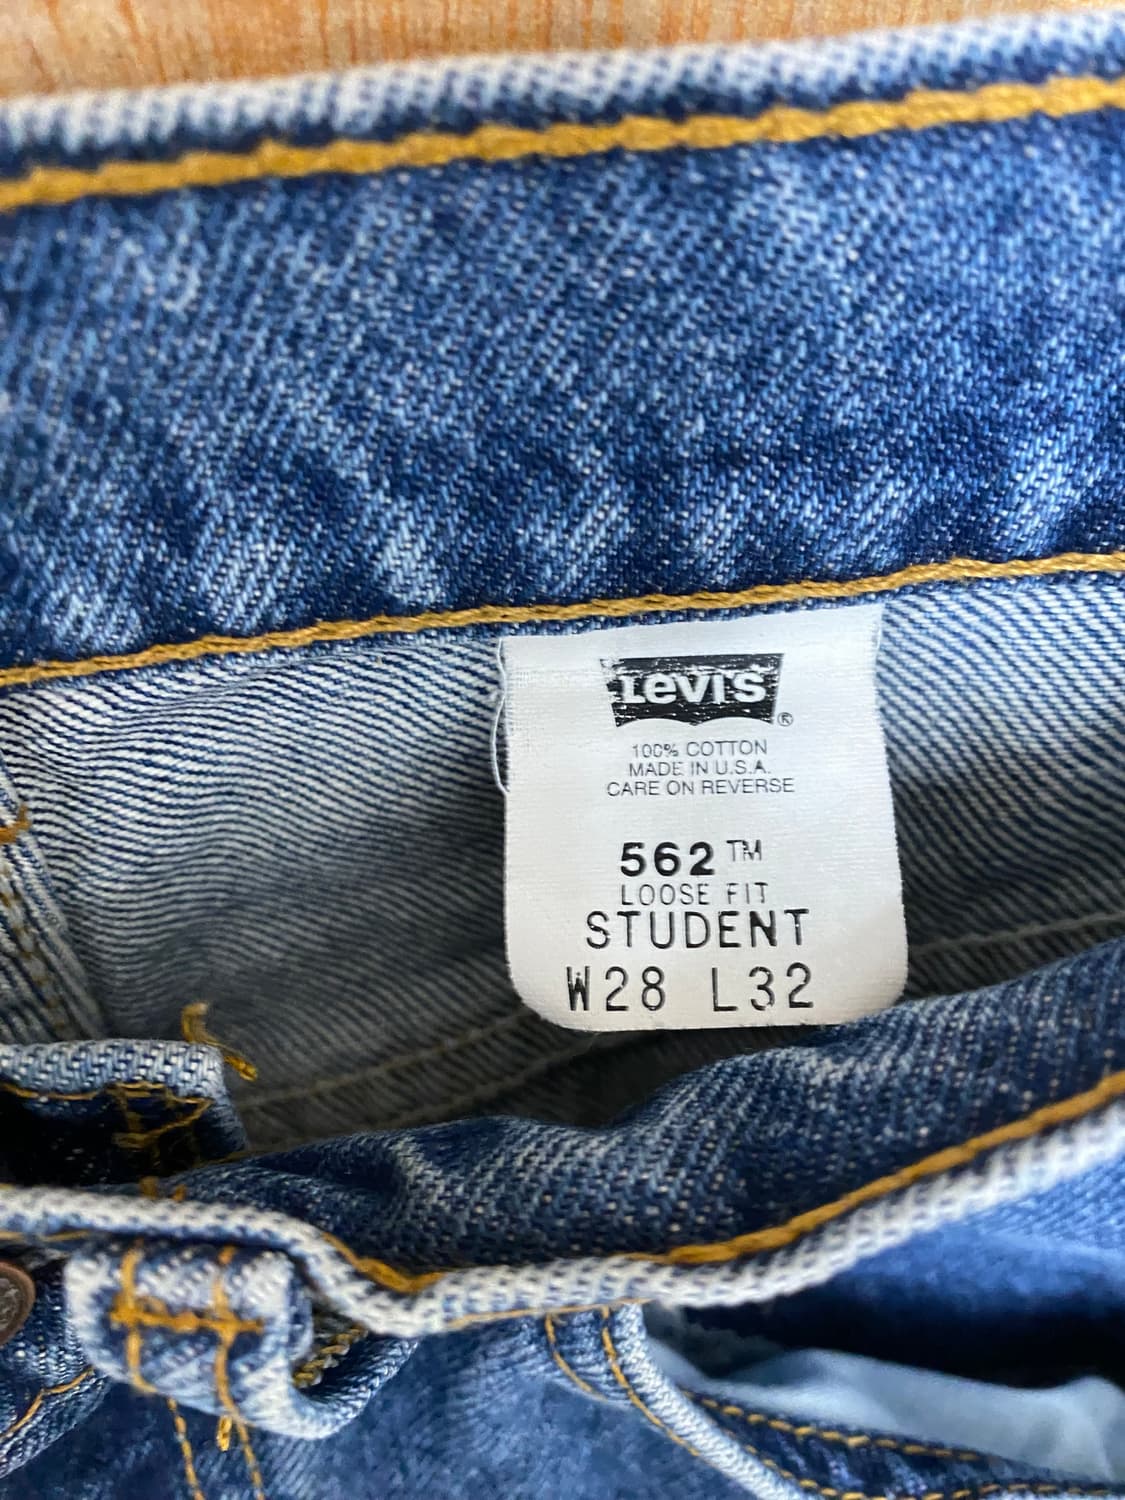 Levi's®
100% COTTON
MADE IN U.S.A.
CARE ON REVERSE
562™
LOOSE FIT
STUDENT
W28 L32